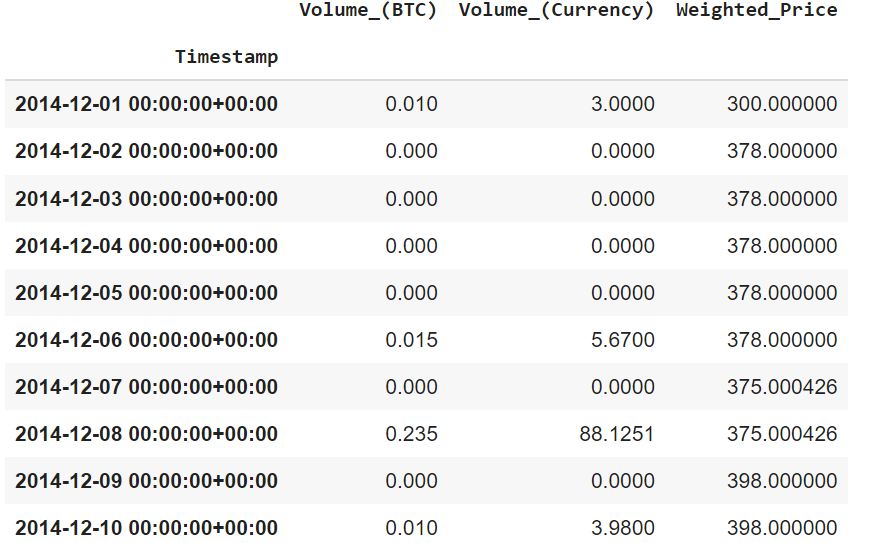 Volume_(BTC) Volume_(Currency) Weighted_Price
Timestamp
2014-12-01 00:00:00+00:00 0.010 3.0000 300.000000
2014-12-02 00:00:00+00:00 0.000 0.0000 378.000000
2014-12-03 00:00:00+00:00 0.000 0.0000 378.000000
2014-12-04 00:00:00+00:00 0.000 0.0000 378.000000
2014-12-05 00:00:00+00:00 0.000 0.0000 378.000000
2014-12-06 00:00:00+00:00 0.015 5.6700 378.000000
2014-12-07 00:00:00+00:00 0.000 0.0000 375.000426
2014-12-08 00:00:00+00:00 0.235 88.1251 375.000426
2014-12-09 00:00:00+00:00 0.000 0.0000 398.000000
2014-12-10 00:00:00+00:00 0.010 3.9800 398.000000